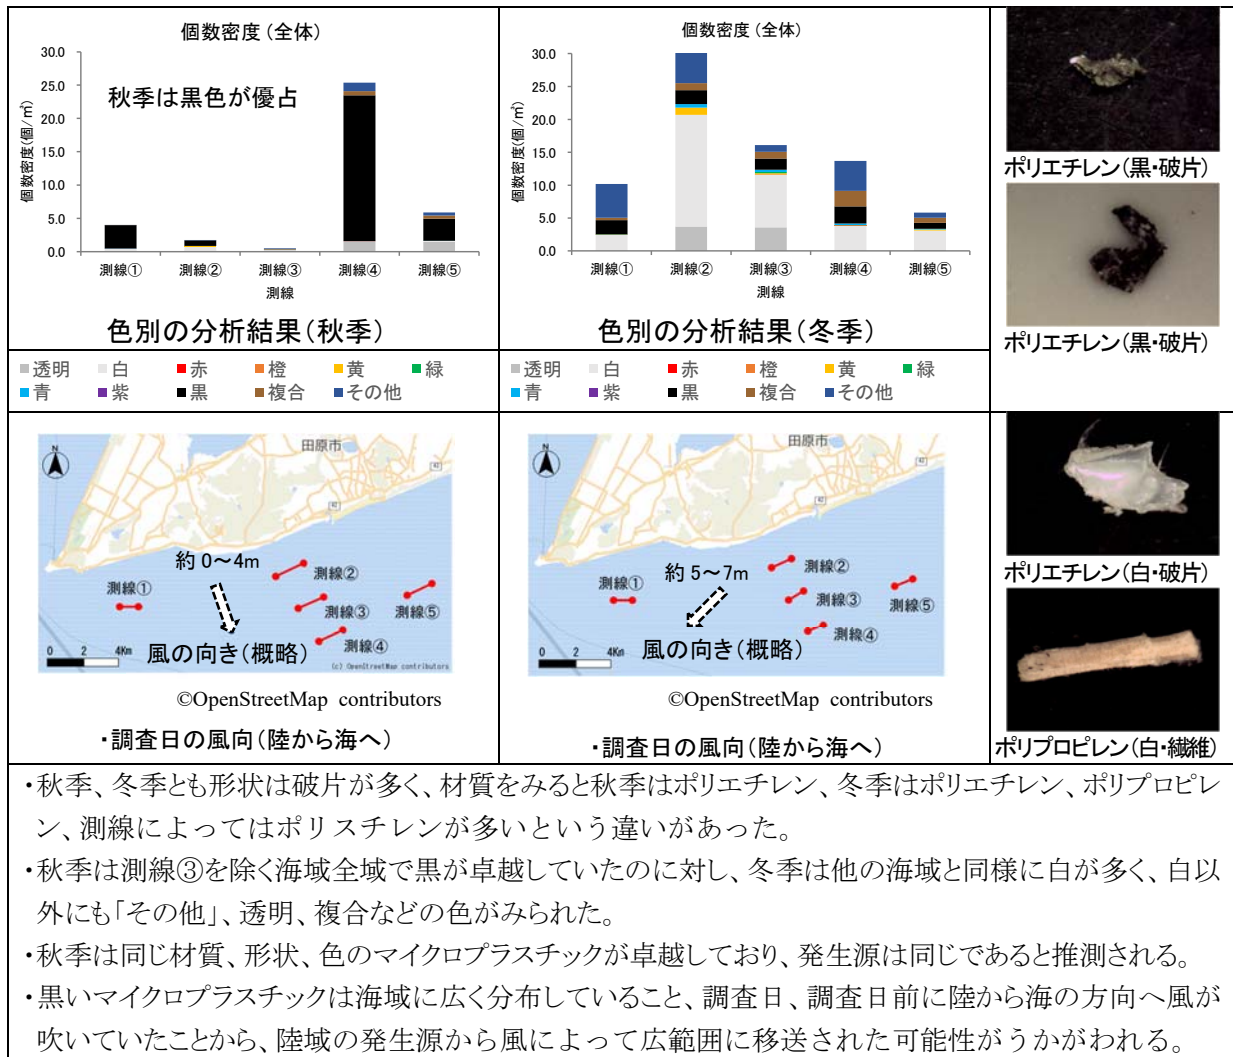 個数密度 (全体)
30.0
25.0
20.0
15.0
10.0
5.0
0.0
個数密度(個/㎡)
秋季は黒色が優占
測線① 測線② 測線③ 測線④ 測線⑤
測線
色別の分析結果(秋季)
透明 白 赤 橙 黄 緑
青 紫 黒 複合 その他
個数密度 (全体)
30.0
25.0
20.0
15.0
10.0
5.0
0.0
個数密度(個/㎡)
測線① 測線② 測線③ 測線④ 測線⑤
測線
色別の分析結果(冬季)
透明 白 赤 橙 黄 緑
青 紫 黒 複合 その他
ポリエチレン(黒・破片)
ポリエチレン(黒・破片)
N
田原市
42
42
約 0~4m
測線①
測線②
測線③
測線⑤
測線④
風の向き(概略)
0 2 4Km
(c) OpenStreetMap contributors
©OpenStreetMap contributors
・調査日の風向(陸から海へ)
N
田原市
42
42
約 5~7m
測線①
測線②
測線③
測線⑤
測線④
風の向き(概略)
0 2 4Km
©OpenStreetMap contributors
・調査日の風向(陸から海へ)
ポリエチレン(白・破片)
ポリプロピレン(白・繊維)
・秋季、冬季とも形状は破片が多く、材質をみると秋季はポリエチレン、冬季はポリエチレン、ポリプロピレ
ン、測線によってはポリスチレンが多いという違いがあった。
・秋季は測線③を除く海域全域で黒が卓越していたのに対し、冬季は他の海域と同様に白が多く、白以
外にも「その他」、透明、複合などの色がみられた。
・秋季は同じ材質、形状、色のマイクロプラスチックが卓越しており、発生源は同じであると推測される。
・黒いマイクロプラスチックは海域に広く分布していること、調査日、調査日前に陸から海の方向へ風が
吹いていたことから、陸域の発生源から風によって広範囲に移送された可能性がうかがわれる。